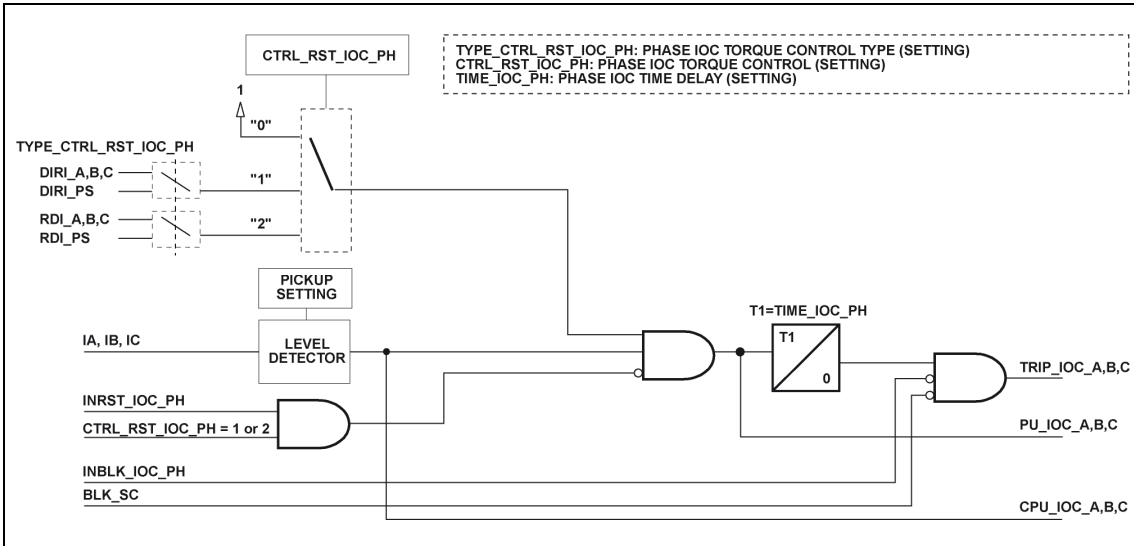 CTRL_RST_IOC_PH
TYPE_CTRL_RST_IOC_PH: PHASE IOC TORQUE CONTROL TYPE (SETTING)
CTRL_RST_IOC_PH: PHASE IOC TORQUE CONTROL (SETTING)
TIME_IOC_PH: PHASE IOC TIME DELAY (SETTING)
1
"0"
TYPE_CTRL_RST_IOC_PH
DIRI_A,B,C
DIRI_PS
"1"
RDI_A,B,C
RDI_PS
"2"
PICKUP
SETTING
IA, IB, IC
LEVEL
DETECTOR
T1=TIME_IOC_PH
T1
0
TRIP_IOC_A,B,C
INRST_IOC_PH
CTRL_RST_IOC_PH = 1 or 2
PU_IOC_A,B,C
INBLK_IOC_PH
BLK_SC
CPU_IOC_A,B,C